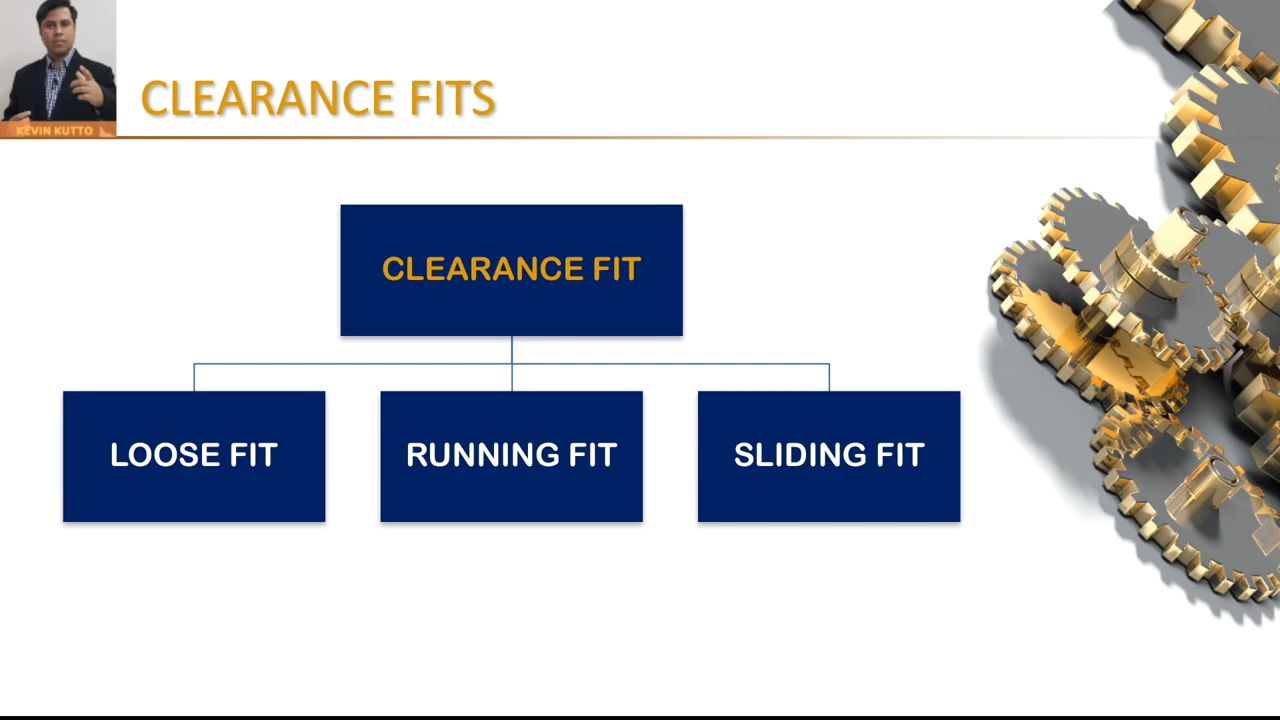 KEVIN KUTTO
CLEARANCE FITS
CLEARANCE FIT
LOOSE FIT
RUNNING FIT
SLIDING FIT